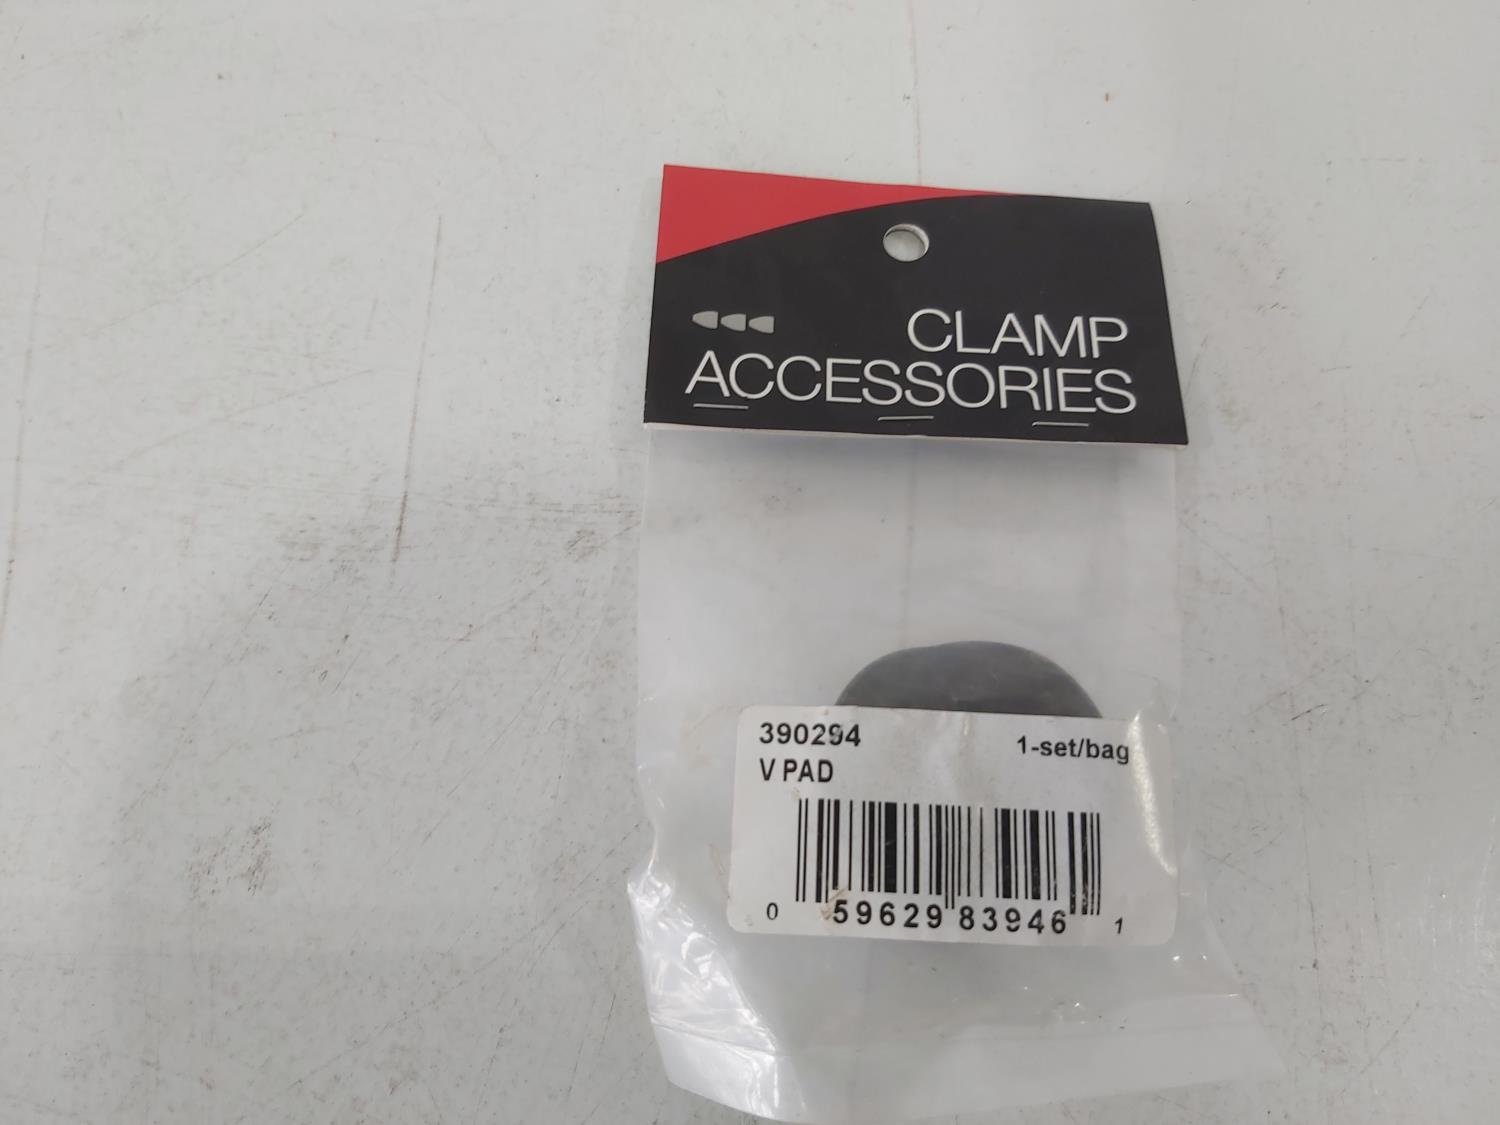 CLAMP
ACCESSORIES
390294 1-set/bag
V PAD
0 59629 83946 1